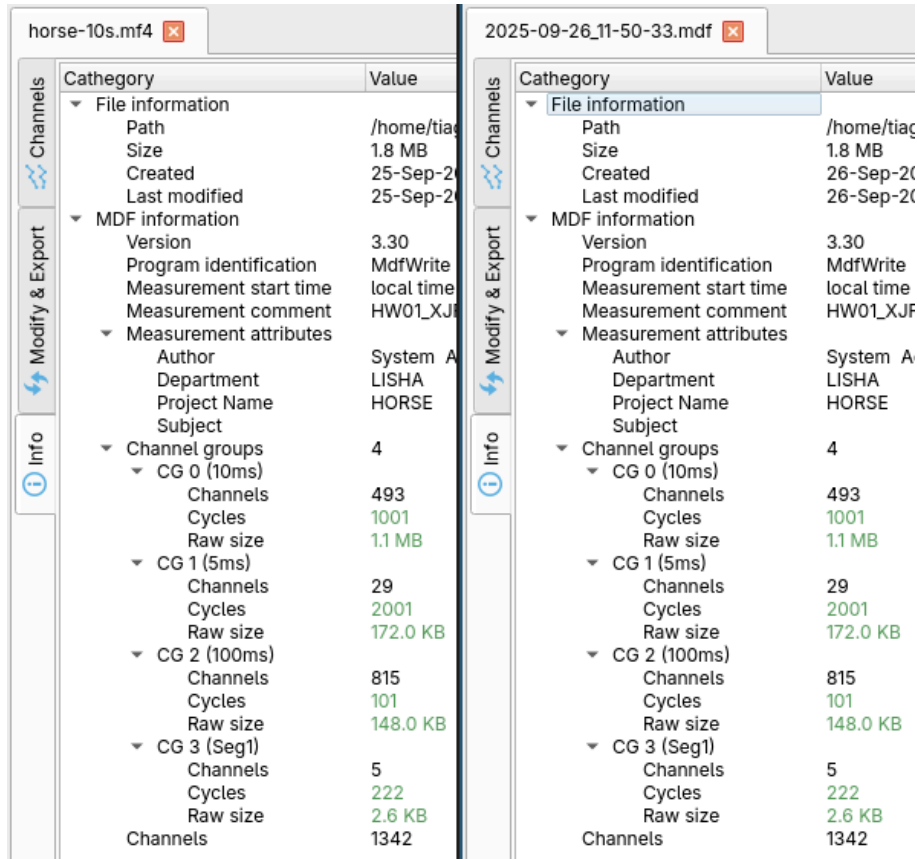 horse-10s.mf4
Channels
Modify & Export
Info
Cathegory Value
File information
Path /home/tia
Size 1.8 MB
Created 25-Sep-2
Last modified 25-Sep-2
MDF information
Version 3.30
Program identification MdfWrite
Measurement start time local time
Measurement comment HW01_XJ
Measurement attributes
Author System A
Department LISHA
Project Name HORSE
Subject
Channel groups 4
CG 0 (10ms)
Channels 493
Cycles 1001
Raw size 1.1 MB
CG 1 (5ms)
Channels 29
Cycles 2001
Raw size 172.0 KB
CG 2 (100ms)
Channels 815
Cycles 101
Raw size 148.0 KB
CG 3 (Seg1)
Channels 5
Cycles 222
Raw size 2.6 KB
Channels 1342
2025-09-26_11-50-33.mdf
Channels
Modify & Export
Info
Cathegory Value
File information
Path /home/tia
Size 1.8 MB
Created 26-Sep-20
Last modified 26-Sep-20
MDF information
Version 3.30
Program identification MdfWrite
Measurement start time local time
Measurement comment HW01_XJF
Measurement attributes
Author System A
Department LISHA
Project Name HORSE
Subject
Channel groups 4
CG 0 (10ms)
Channels 493
Cycles 1001
Raw size 1.1 MB
CG 1 (5ms)
Channels 29
Cycles 2001
Raw size 172.0 KB
CG 2 (100ms)
Channels 815
Cycles 101
Raw size 148.0 KB
CG 3 (Seg1)
Channels 5
Cycles 222
Raw size 2.6 KB
Channels 1342